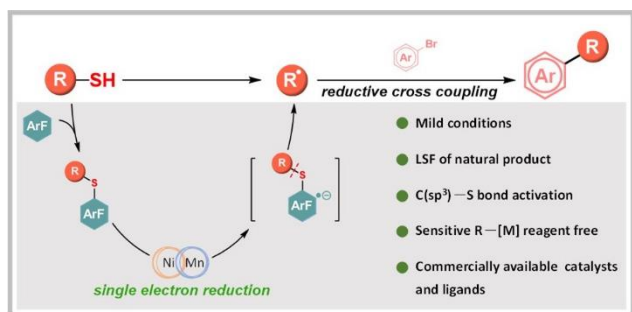 R—SH
R•
Ar
Br
reductive cross coupling
Ar
R
ArF
R
S
ArF
R
S
ArF •⊖
Ni Mn
single electron reduction
Mild conditions
LSF of natural product
C(sp³)—S bond activation
Sensitive R—[M] reagent free
Commercially available catalysts
and ligands